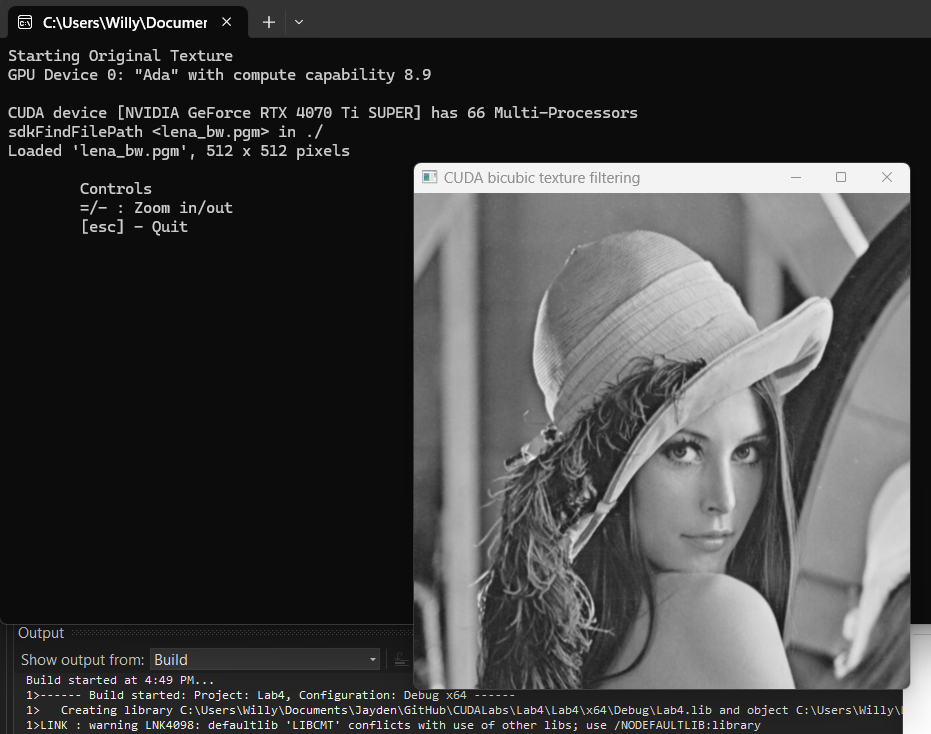 C:\Users\Willy\Documer
Starting Original Texture
GPU Device 0: "Ada" with compute capability 8.9
CUDA device [NVIDIA GeForce RTX 4070 Ti SUPER] has 66 Multi-Processors
sdkFindFilePath <lena_bw.pgm> in ./
Loaded 'lena_bw.pgm', 512 x 512 pixels
Controls
=/- : Zoom in/out
[esc] - Quit
CUDA bicubic texture filtering
Output
Show output from: Build
Build started at 4:49 PM...
1>------ Build started: Project: Lab4, Configuration: Debug x64 ------
1>   Creating library C:\Users\Willy\Documents\Jayden\GitHub\CUDALabs\Lab4\Lab4\x64\Debug\Lab4.lib and object C:\Users\Willy\
1>LINK : warning LNK4098: defaultlib 'LIBCMT' conflicts with use of other libs; use /NODEFAULTLIB:library